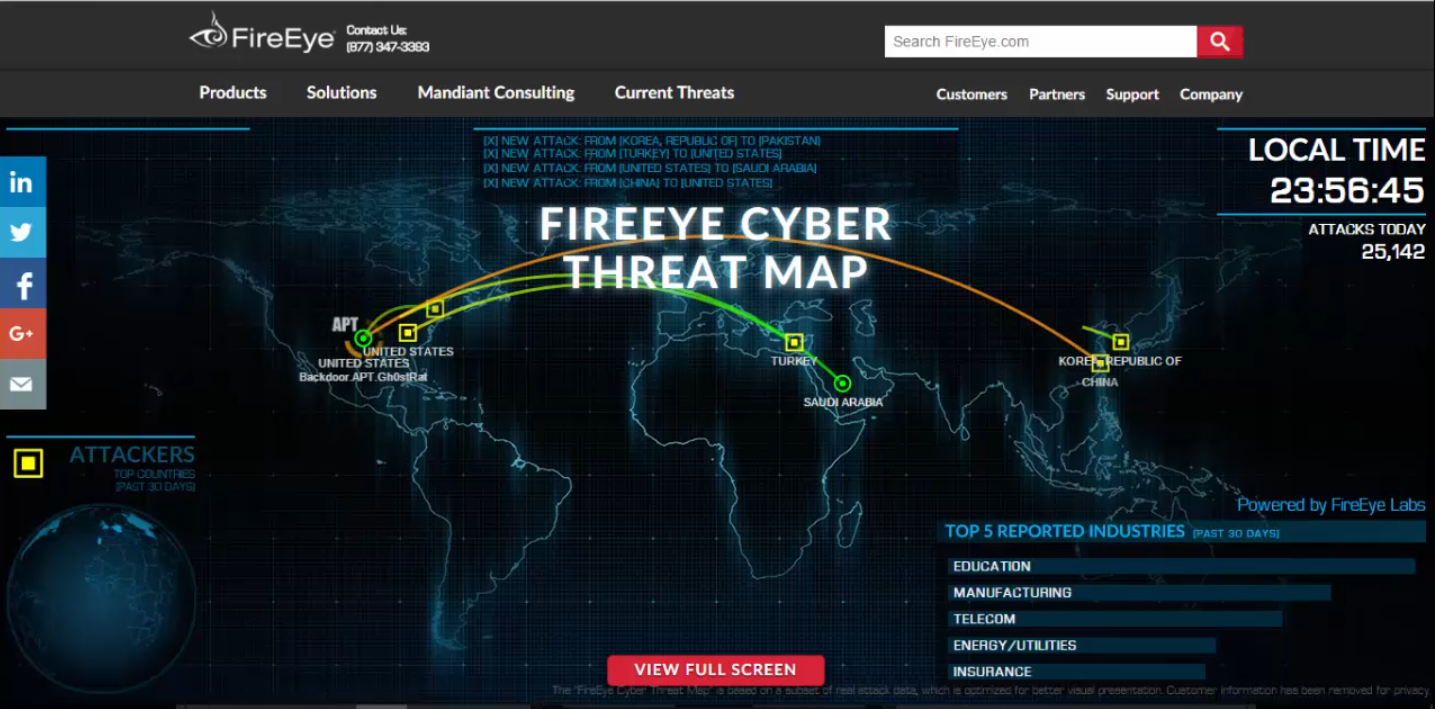 FireEye
Contact Us:
(877) 347-3393
Search FireEye.com
Products Solutions Mandiant Consulting Current Threats
Customers Partners Support Company
in
f
G+
[X] NEW ATTACK: FROM [KOREA, REPUBLIC OF] TO [PAKISTAN]
[X] NEW ATTACK: FROM [TURKEY] TO [UNITED STATES]
[X] NEW ATTACK: FROM [UNITED STATES] TO [SAUDI ARABIA]
[X] NEW ATTACK: FROM [CHINA] TO [UNITED STATES]
LOCAL TIME
23:56:45
ATTACKS TODAY
25,142
FIREEYE CYBER
THREAT MAP
APT
UNITED STATES
UNITED STATES
Backdoor.APT.Gh0stRat
TURKEY
SAUDI ARABIA
KOREA, REPUBLIC OF
CHINA
ATTACKERS
TOP COUNTRIES
[PAST 30 DAYS]
Powered by FireEye Labs
TOP 5 REPORTED INDUSTRIES [PAST 30 DAYS]
EDUCATION
MANUFACTURING
TELECOM
ENERGY/UTILITIES
INSURANCE
VIEW FULL SCREEN
The "FireEye Cyber Threat Map" is based on a subset of real attack data, which is optimized for better visual presentation. Customer information has been removed for privacy.